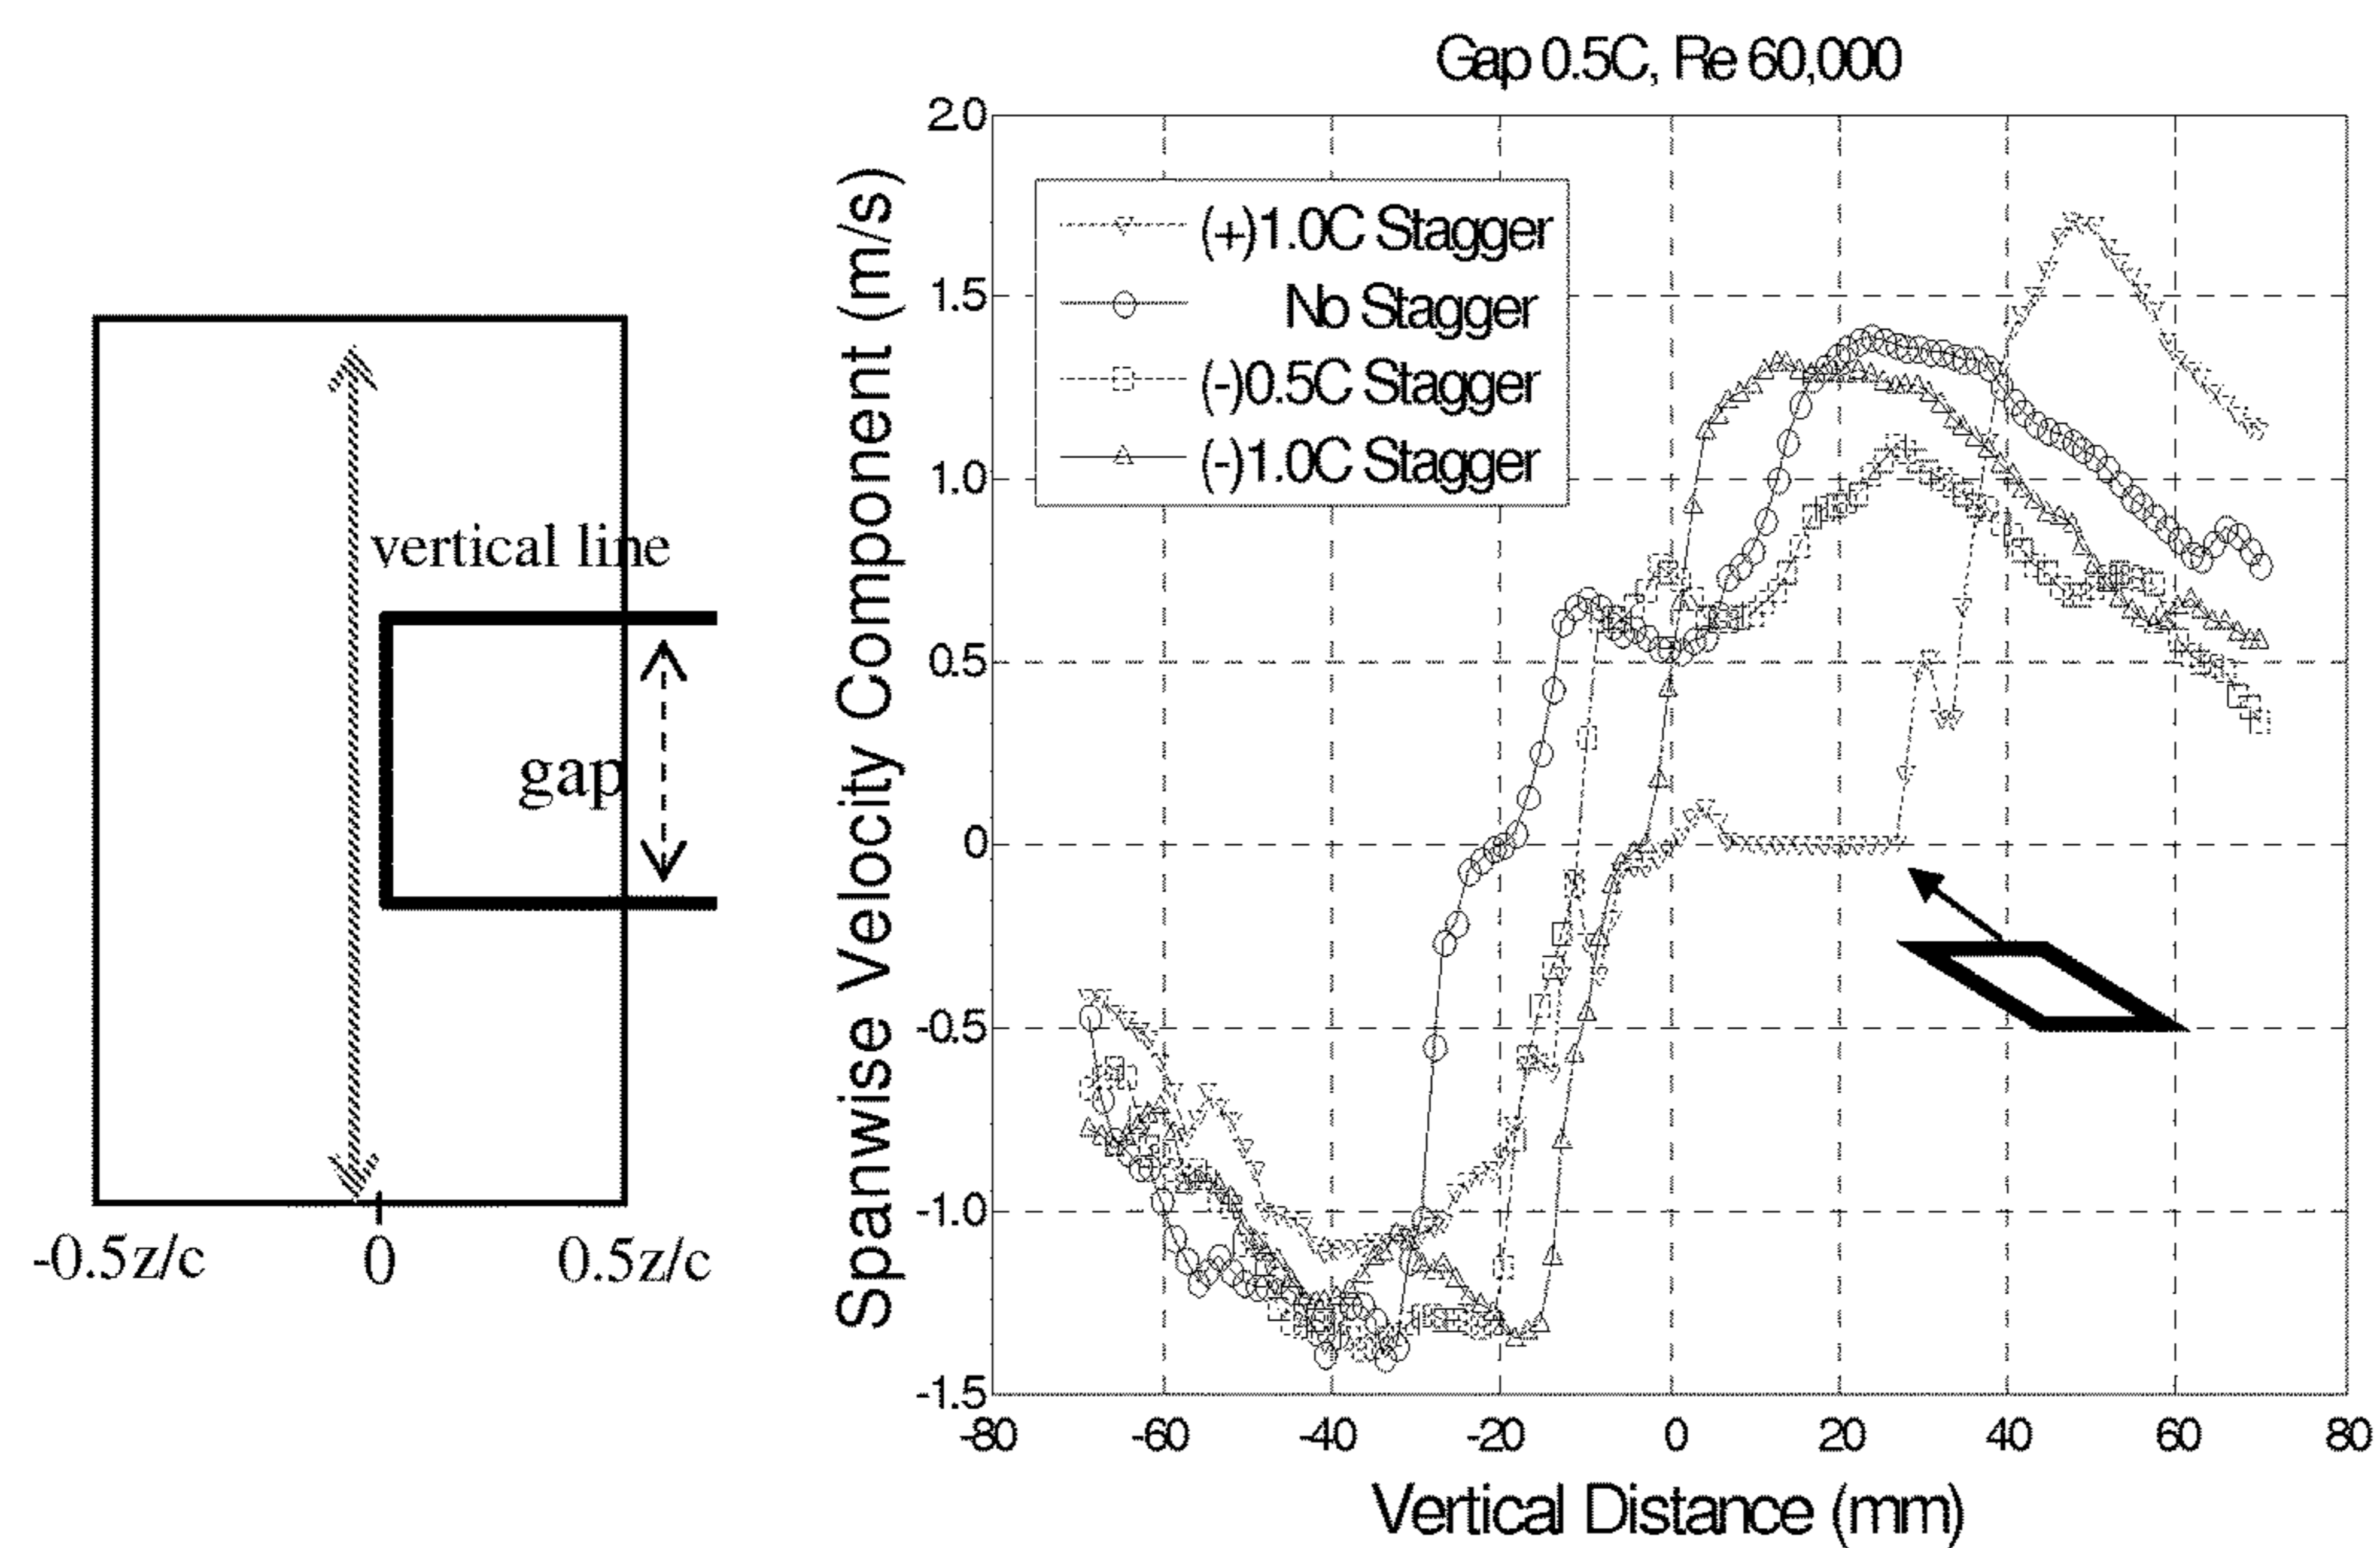 vertical line
gap
-0.5z/c
0
0.5z/c
Gap 0.5C, Re 60,000
Spanwise Velocity Component (m/s)
2.0
1.5
1.0
0.5
0
-0.5
-1.0
-1.5
(+)1.0C Stagger
No Stagger
(-)0.5C Stagger
(-)1.0C Stagger
-80 -60 -40 -20 0 20 40 60 80
Vertical Distance (mm)